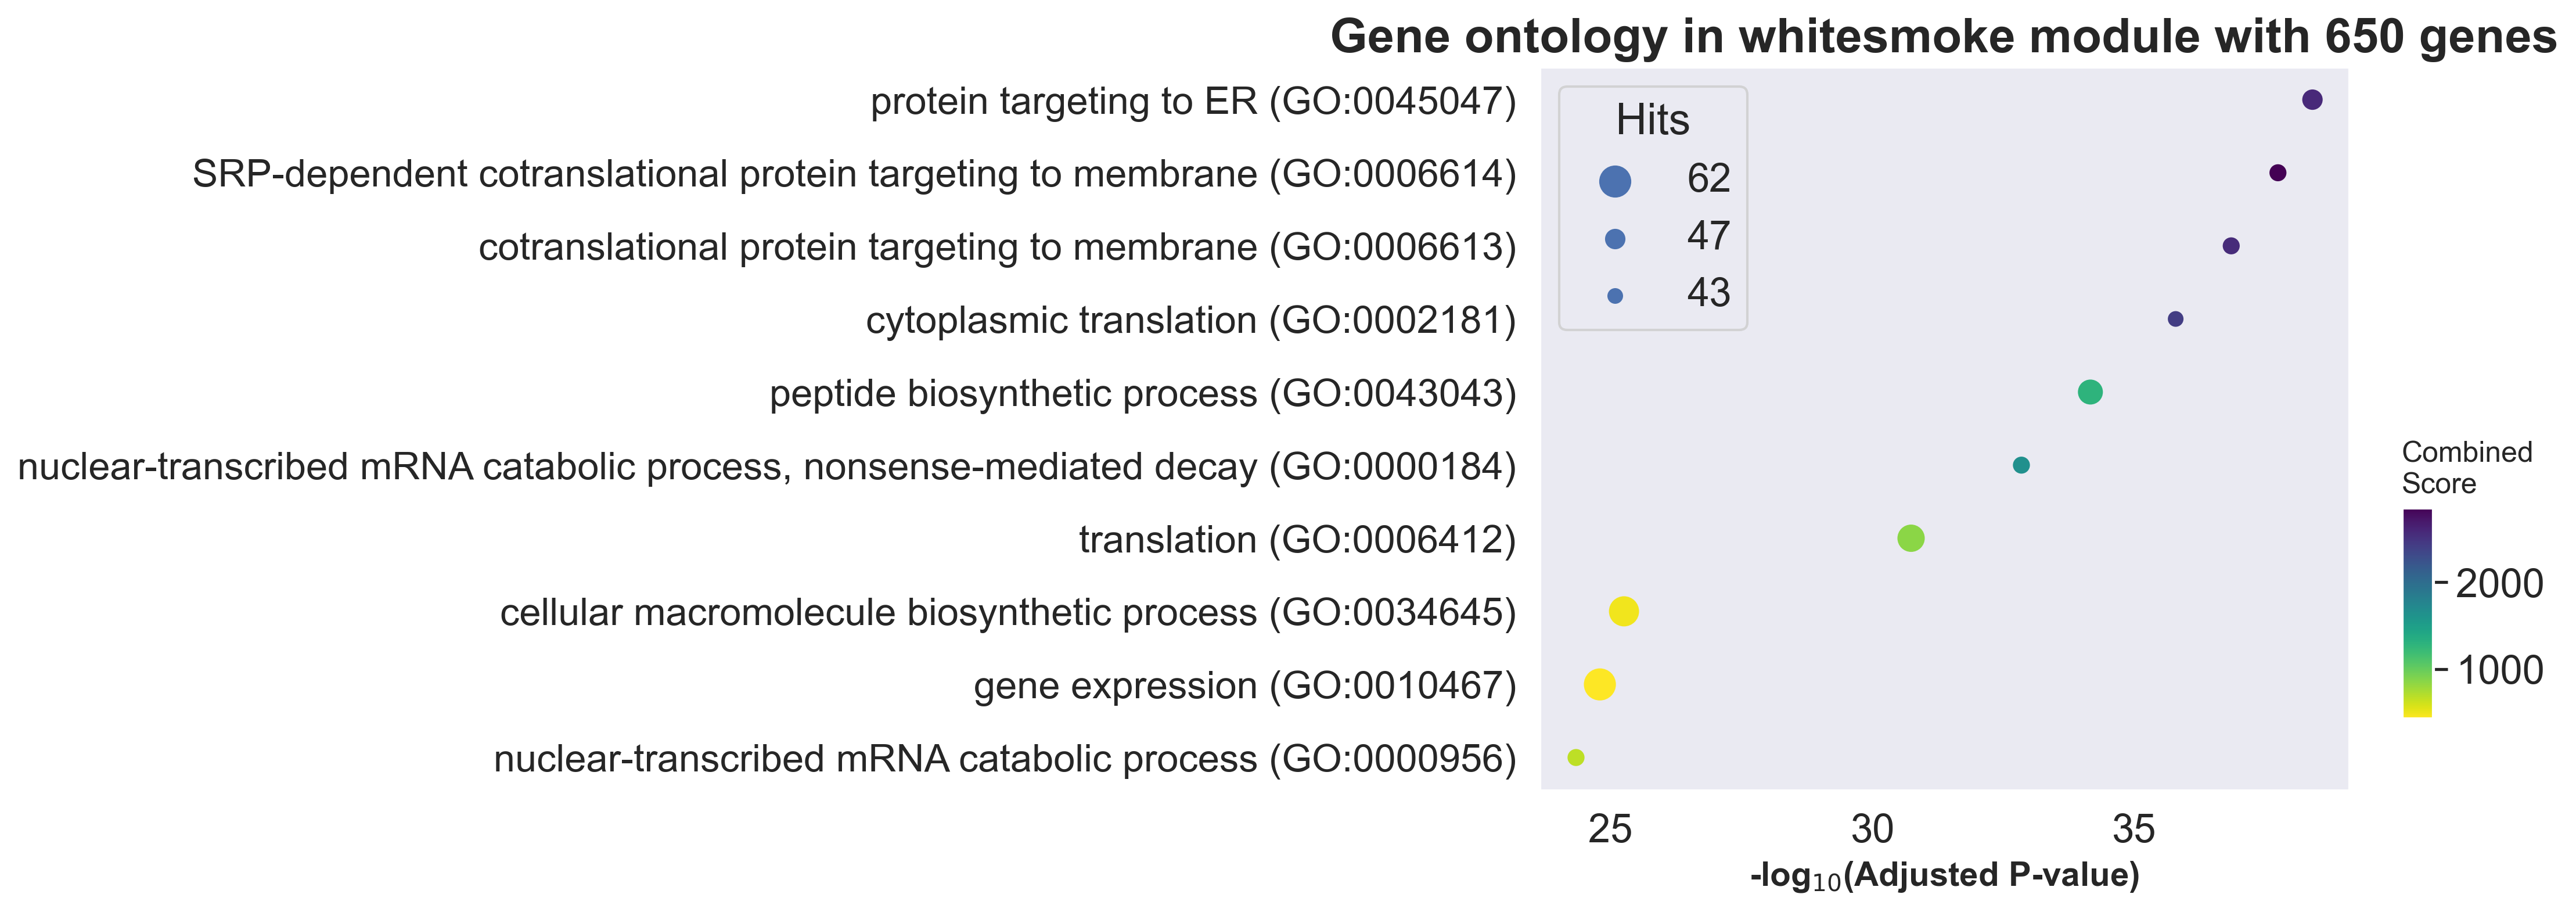 Gene ontology in whitesmoke module with 650 genes
protein targeting to ER (GO:0045047)
SRP-dependent cotranslational protein targeting to membrane (GO:0006614)
cotranslational protein targeting to membrane (GO:0006613)
cytoplasmic translation (GO:0002181)
peptide biosynthetic process (GO:0043043)
nuclear-transcribed mRNA catabolic process, nonsense-mediated decay (GO:0000184)
translation (GO:0006412)
cellular macromolecule biosynthetic process (GO:0034645)
gene expression (GO:0010467)
nuclear-transcribed mRNA catabolic process (GO:0000956)
Hits
62
47
43
25 30 35
-log10(Adjusted P-value)
Combined
Score
2000
1000